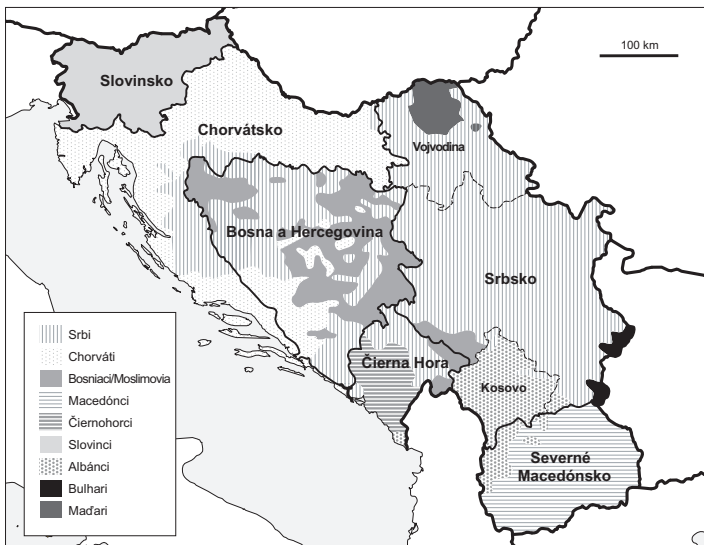 100 km
Slovinsko
Chorvátsko
Vojvodina
Bosna a Hercegovina
Srbsko
Čierna Hora
Kosovo
Severné
Macedónsko
Srbi
Chorváti
Bosniaci/Moslimovia
Macedónci
Čiernohorci
Slovinci
Albánci
Bulhari
Maďari